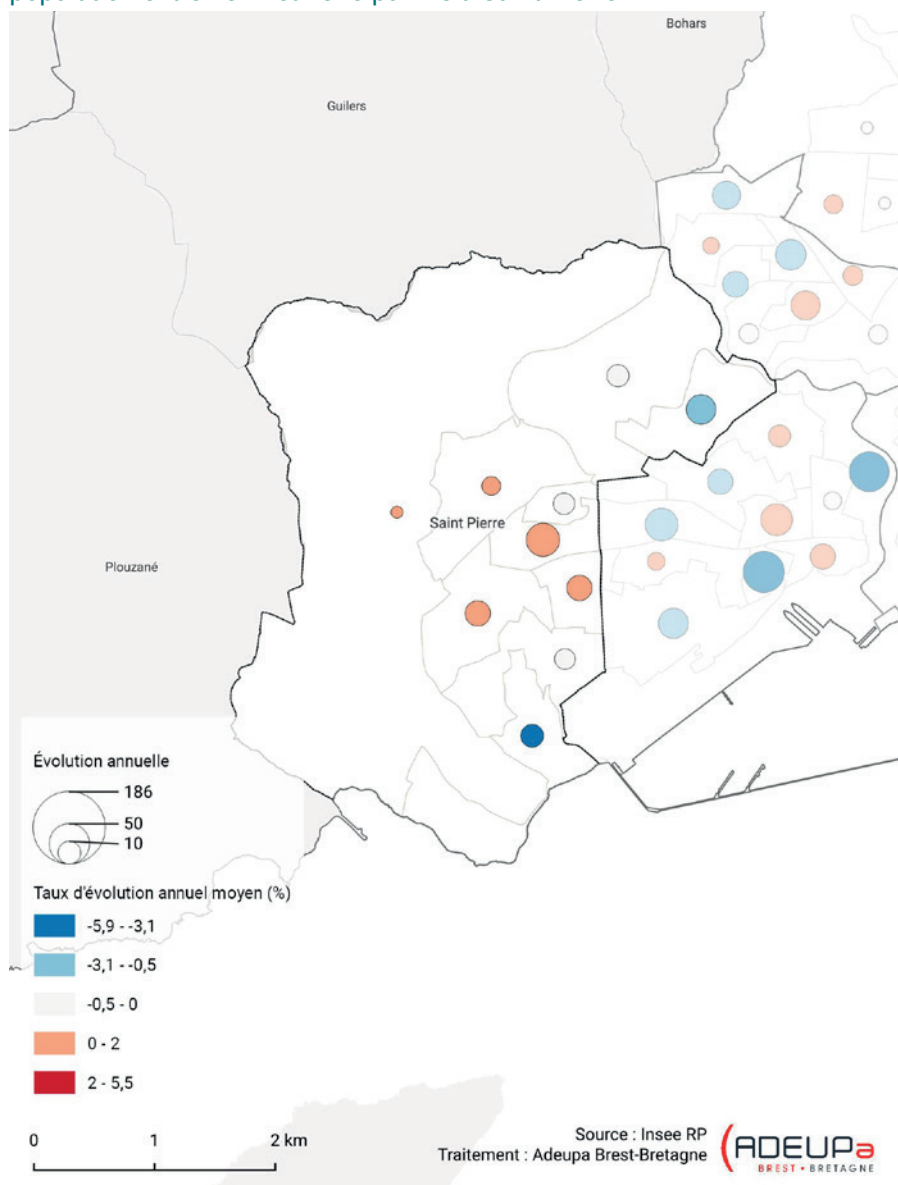 Bohars
Guilers
Saint Pierre
Plouzané
Évolution annuelle
186
50
10
Taux d'évolution annuel moyen (%)
-5,9 - -3,1
-3,1 - -0,5
-0,5 - 0
0 - 2
2 - 5,5
0 1 2 km
Source : Insee RP
Traitement : Adeupa Brest-Bretagne
ADEUPa
BREST • BRETAGNE